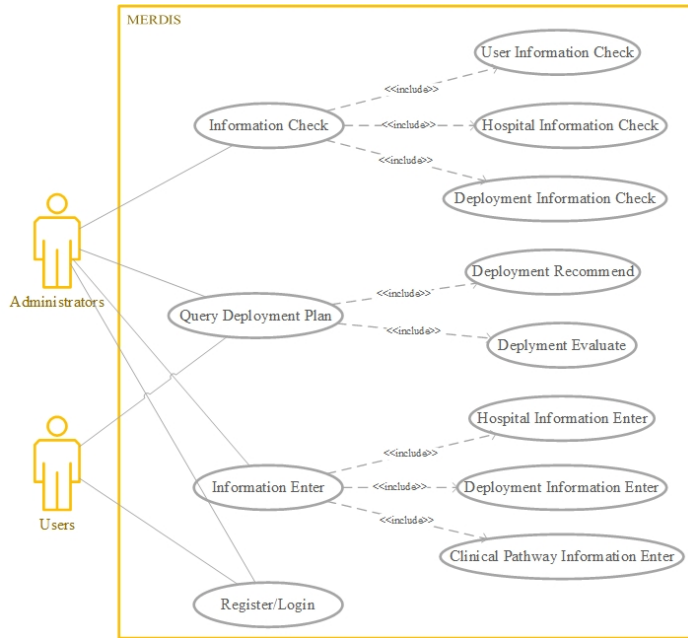 MERDIS
User Information Check
<<include>>
Information Check
<<include>>
Hospital Information Check
<<include>>
Deployment Information Check
Administrators
Deployment Recommend
<<include>>
Query Deployment Plan
<<include>>
Deplyment Evaluate
Hospital Information Enter
<<include>>
Users
Information Enter
<<include>>
Deployment Information Enter
<<include>>
Clinical Pathway Information Enter
Register/Login